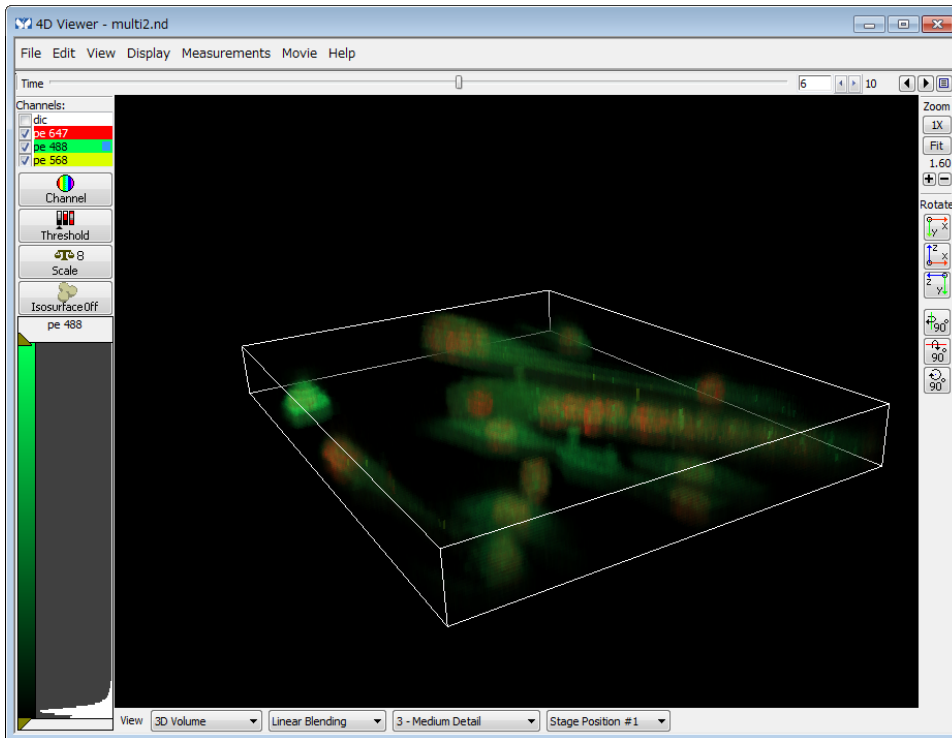 4D Viewer - multi2.nd
File Edit View Display Measurements Movie Help
Time 6 10
Channels:
dic
pe 647
pe 488
pe 568
Channel
Threshold
8
Scale
Isosurface Off
pe 488
Zoom
1X
Fit
1.60
Rotate
y x
z x
z y
90°
90°
90°
View 3D Volume Linear Blending 3 - Medium Detail Stage Position #1